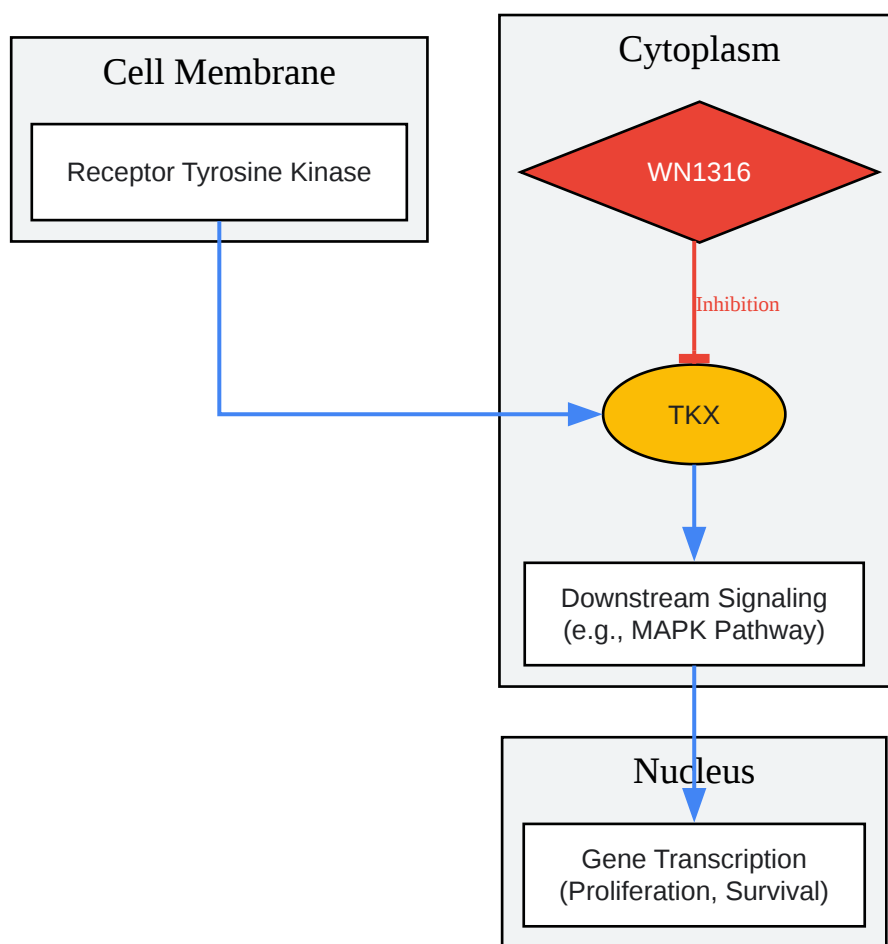 Cell Membrane
Receptor Tyrosine Kinase
Cytoplasm
WN1316
Inhibition
TKX
Downstream Signaling
(e.g., MAPK Pathway)
Nucleus
Gene Transcription
(Proliferation, Survival)